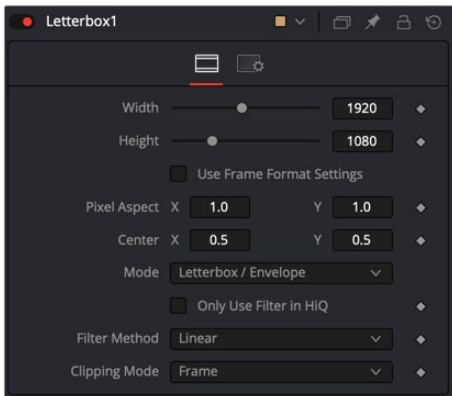 Letterbox1
Width 1920
Height 1080
Use Frame Format Settings
Pixel Aspect X 1.0 Y 1.0
Center X 0.5 Y 0.5
Mode Letterbox / Envelope
Only Use Filter in HiQ
Filter Method Linear
Clipping Mode Frame